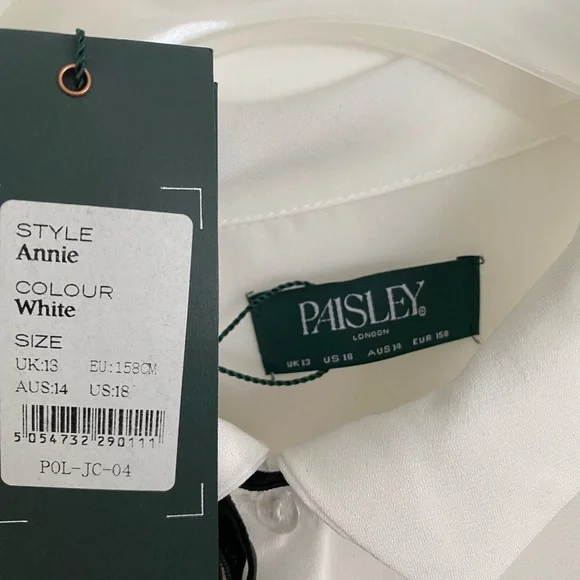 STYLE
Annie
COLOUR
White
SIZE
UK:13 EU:158CM
AUS:14 US:18
5 054732 290111
POL-JC-04
PAISLEY®
LONDON
UK 13 US 18 AUS 14 EUR 158